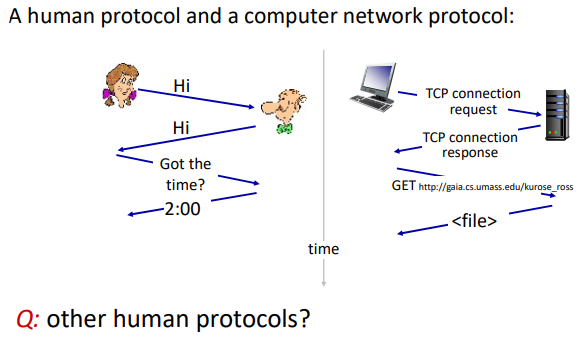 A human protocol and a computer network protocol:
Hi
Hi
Got the
time?
2:00
TCP connection
request
TCP connection
response
GET http://gaia.cs.umass.edu/kurose_ross
<file>
time
Q: other human protocols?